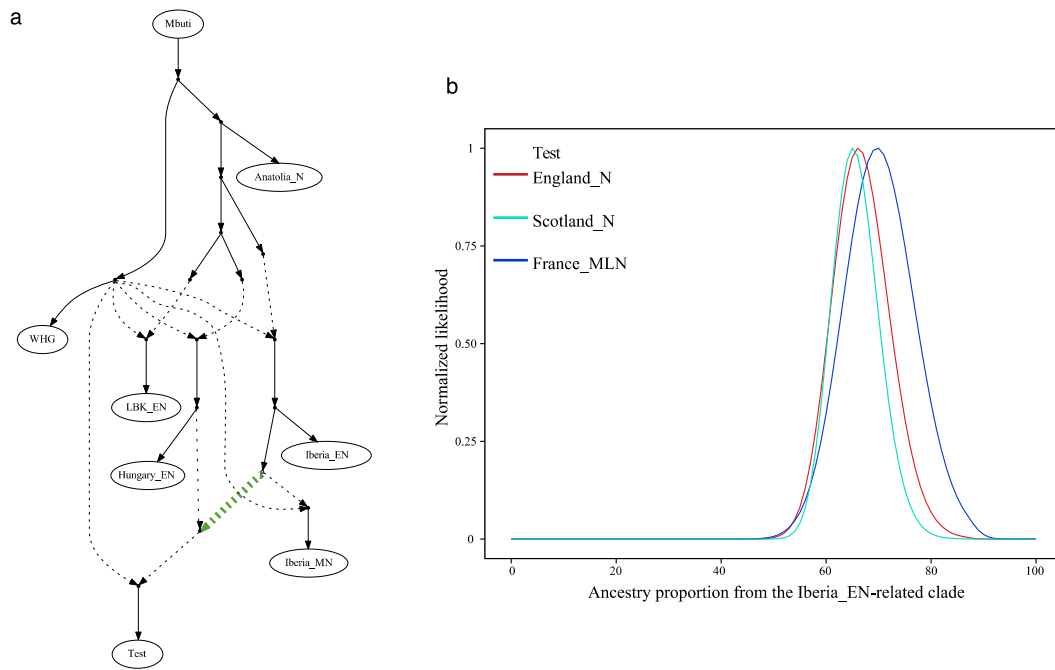 a
Mbuti
Anatolia_N
WHG
LBK_EN
Iberia_EN
Hungary_EN
Iberia_MN
Test
b
Test
England_N
Scotland_N
France_MLN
Normalized likelihood
1
0.75
0.5
0.25
0
0
20
40
60
80
100
Ancestry proportion from the Iberia_EN-related clade